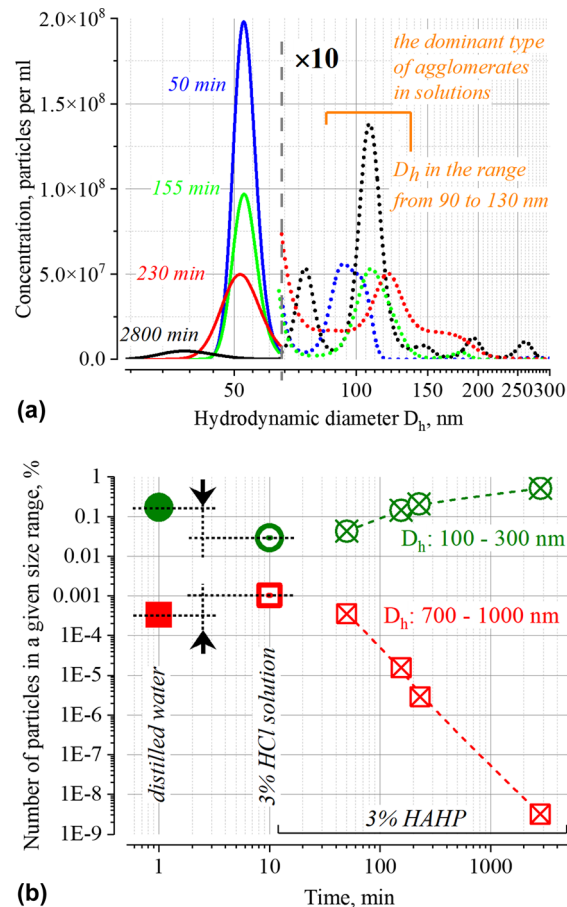 2.0×10⁸
1.5×10⁸
1.0×10⁸
5.0×10⁷
0.0
Concentration, particles per ml
50 min
155 min
230 min
2800 min
×10
the dominant type
of agglomerates
in solutions
D_h in the range
from 90 to 130 nm
50 100 150 200 250 300
Hydrodynamic diameter D_h, nm
(a)
Number of particles in a given size range, %
1
0.1
0.01
0.001
1E-4
1E-5
1E-6
1E-7
1E-8
1E-9
D_h: 100 - 300 nm
D_h: 700 - 1000 nm
distilled water
3% HCl solution
3% HAHP
1 10 100 1000
Time, min
(b)